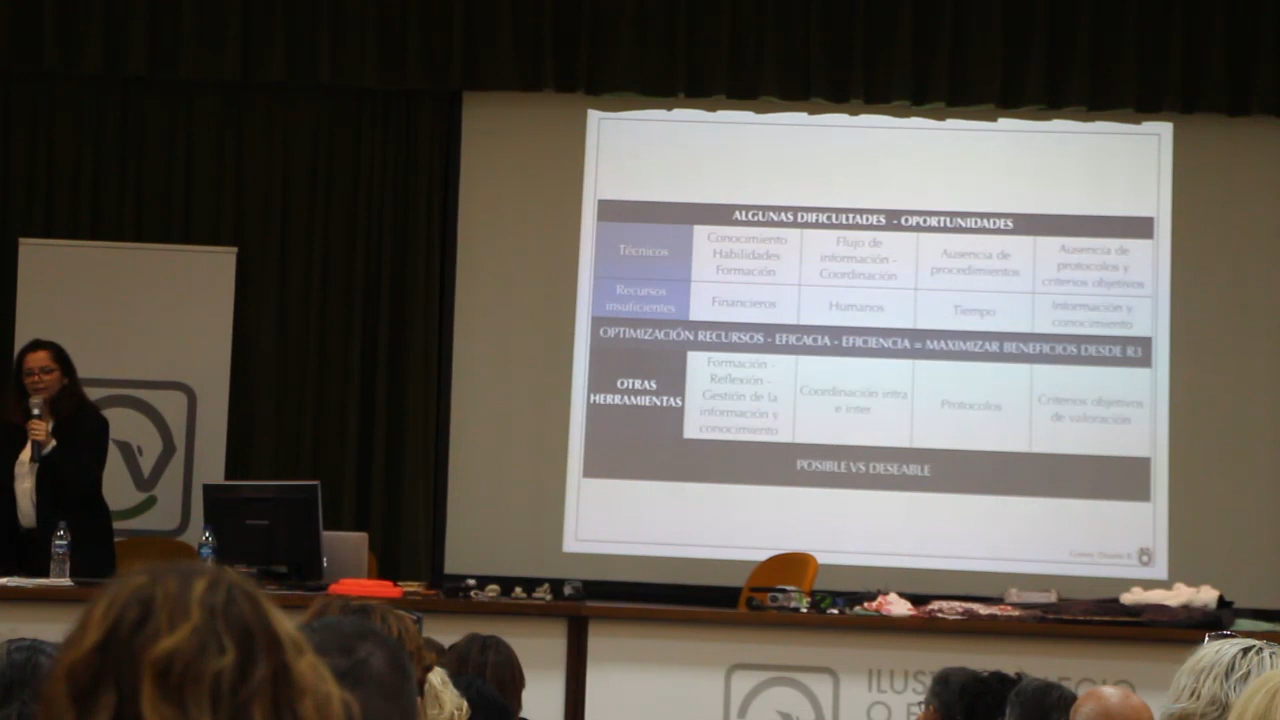 ALGUNAS DIFICULTADES - OPORTUNIDADES
Técnicos
Conocimiento
Habilidades
Formación
Flujo de
información -
Coordinación
Ausencia de
procedimientos
Ausencia de
protocolos y
criterios objetivos
Recursos
insuficientes
Financieros
Humanos
Tiempo
Información y
conocimiento
OPTIMIZACIÓN RECURSOS - EFICACIA - EFICIENCIA = MAXIMIZAR BENEFICIOS DESDE R3
OTRAS
HERRAMIENTAS
Formación -
Reflexión -
Gestión de la
información y
conocimiento
Coordinación intra
e inter
Protocolos
Criterios objetivos
de valoración
POSIBLE VS DESEABLE